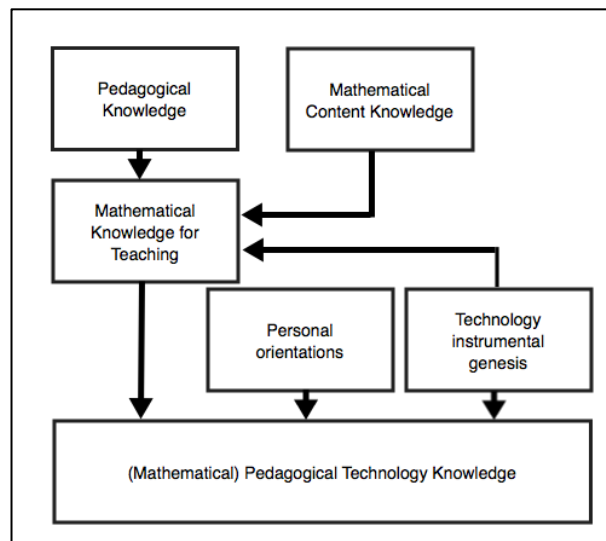 Pedagogical
Knowledge
Mathematical
Content Knowledge
Mathematical
Knowledge for
Teaching
Personal
orientations
Technology
instrumental
genesis
(Mathematical) Pedagogical Technology Knowledge